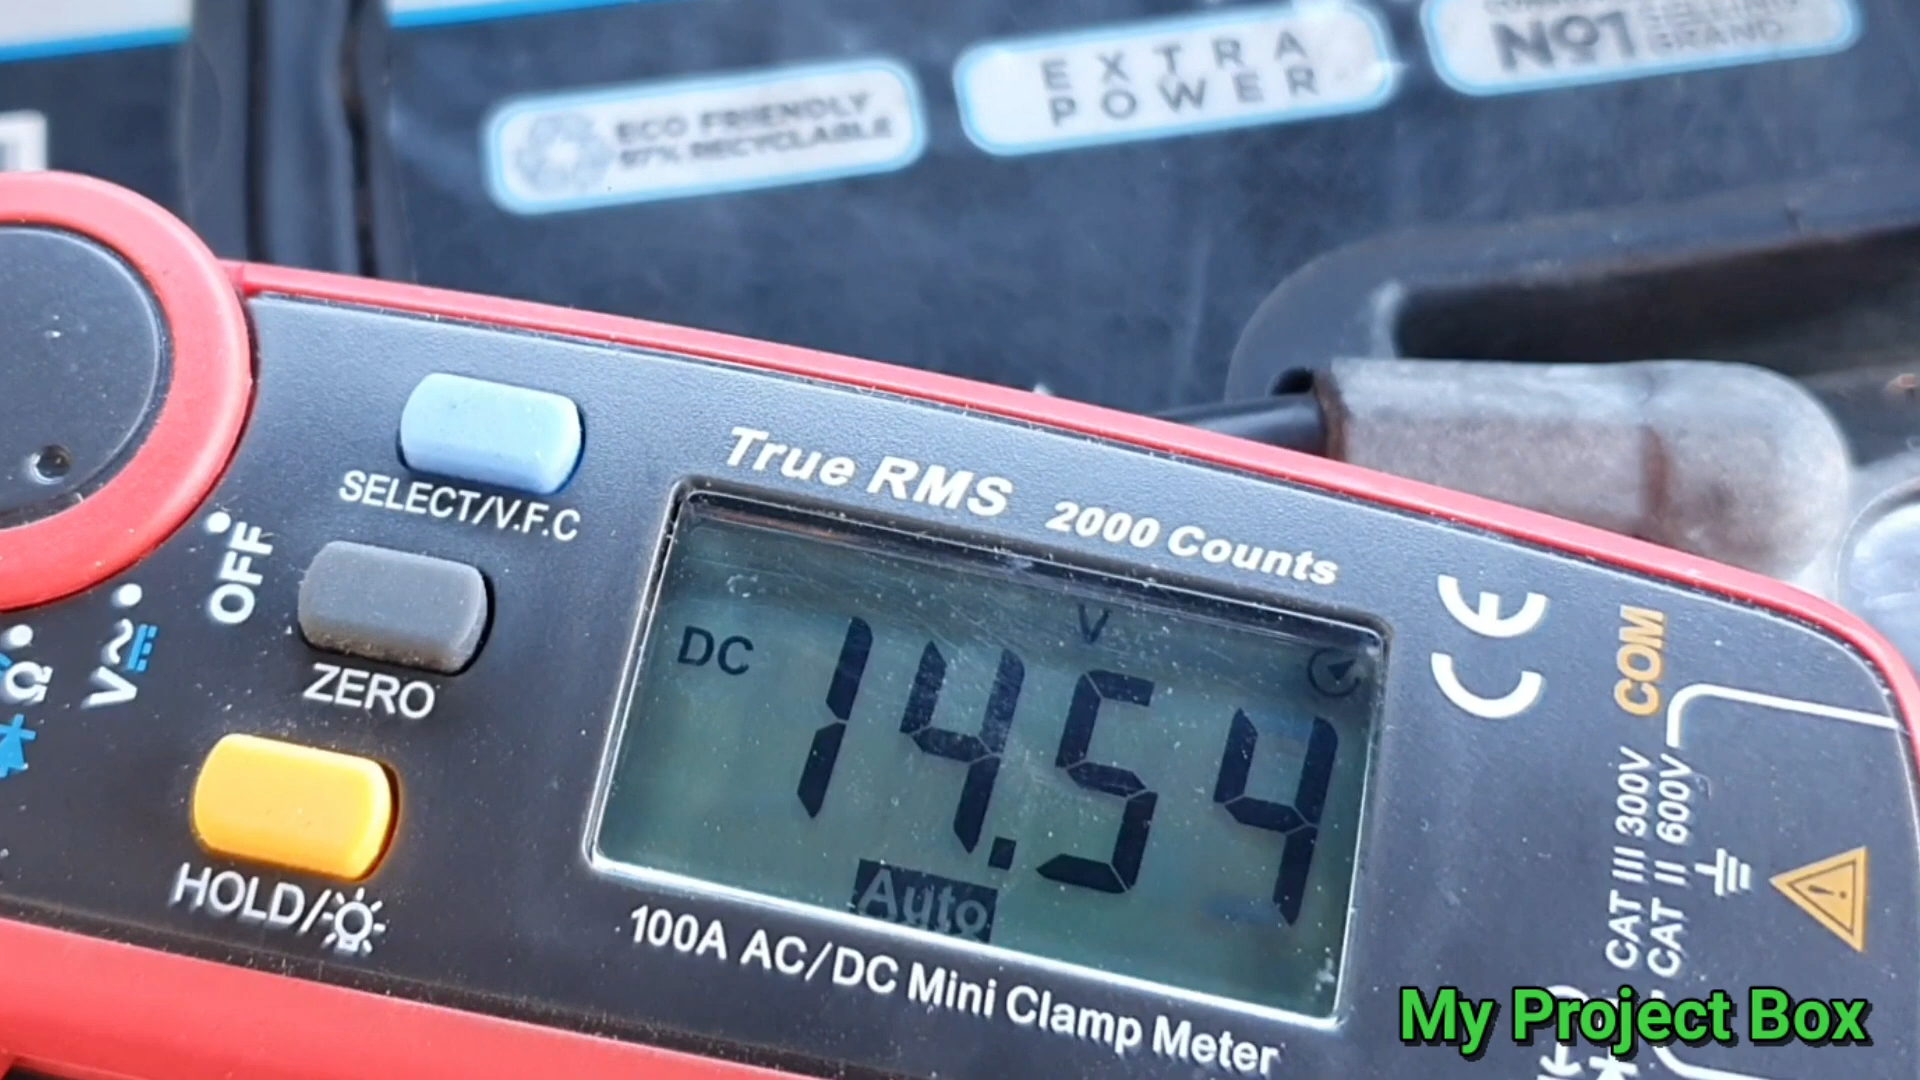 ECO FRIENDLY
97% RECYCLABLE
EXTRA
POWER
Nº1
SELLING
BRAND
True RMS 2000 Counts
SELECT/V.F.C
OFF
ZERO
V
Ω
HOLD/
DC
V
14.54
Auto
100A AC/DC Mini Clamp Meter
CE
COM
CAT III 300V
CAT II 600V
My Project Box